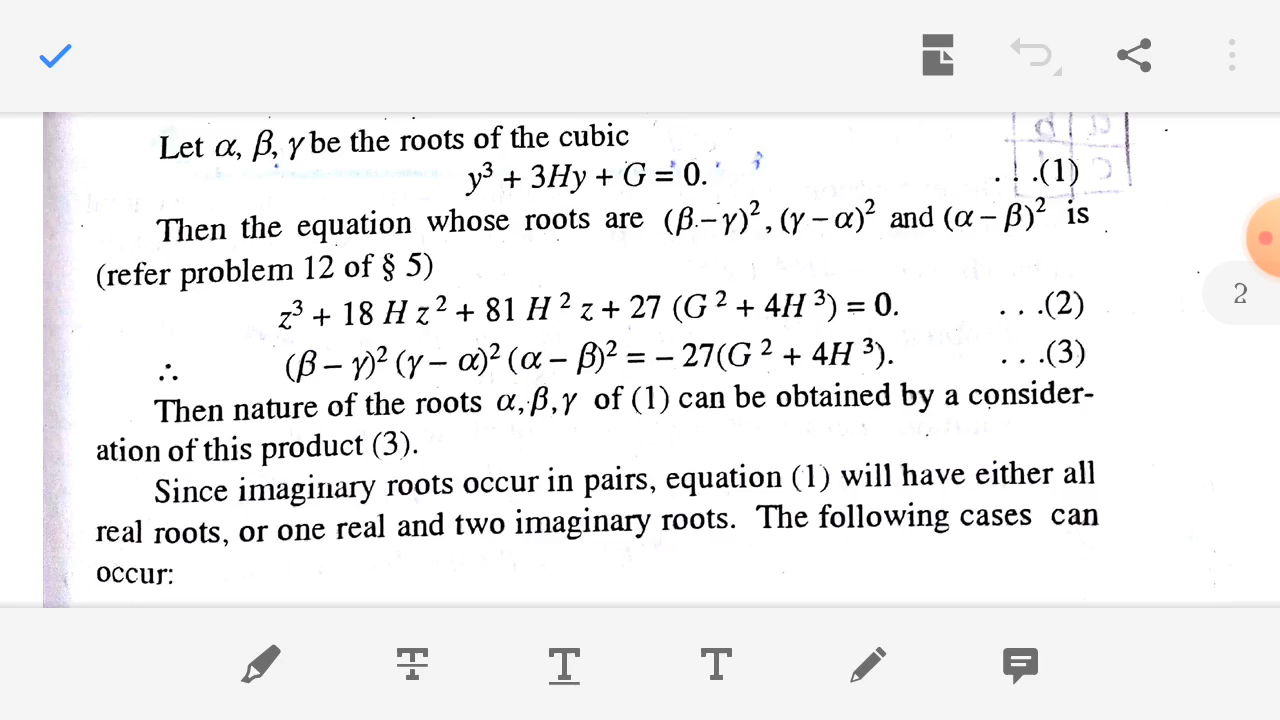 Let α, β, γ be the roots of the cubic
y³ + 3Hy + G = 0. . . .(1)
Then the equation whose roots are (β – γ)², (γ – α)² and (α – β)² is
(refer problem 12 of § 5)
z³ + 18 H z² + 81 H² z + 27 (G² + 4H³) = 0. . . .(2)
∴ (β – γ)² (γ – α)² (α – β)² = – 27(G² + 4H³). . . .(3)
2
Then nature of the roots α, β, γ of (1) can be obtained by a consider-
ation of this product (3).
Since imaginary roots occur in pairs, equation (1) will have either all
real roots, or one real and two imaginary roots. The following cases can
occur: